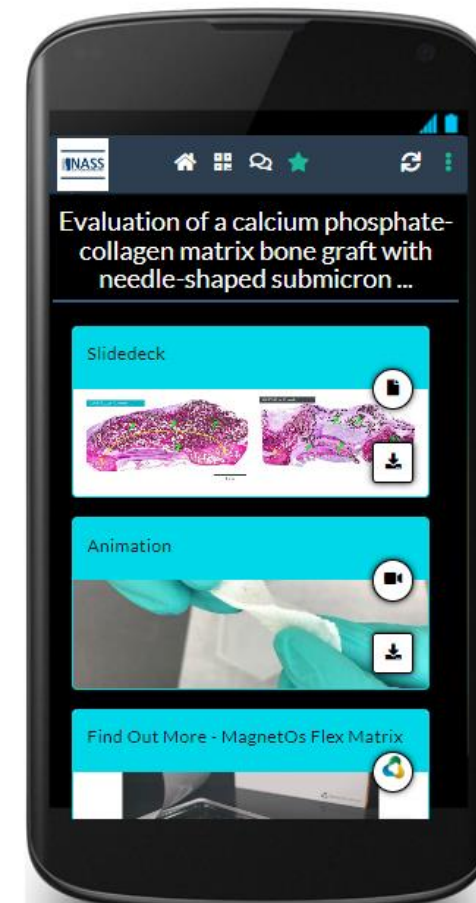 NASS
Evaluation of a calcium phosphate-
collagen matrix bone graft with
needle-shaped submicron ...
Slidedeck
Animation
Find Out More - MagnetOs Flex Matrix